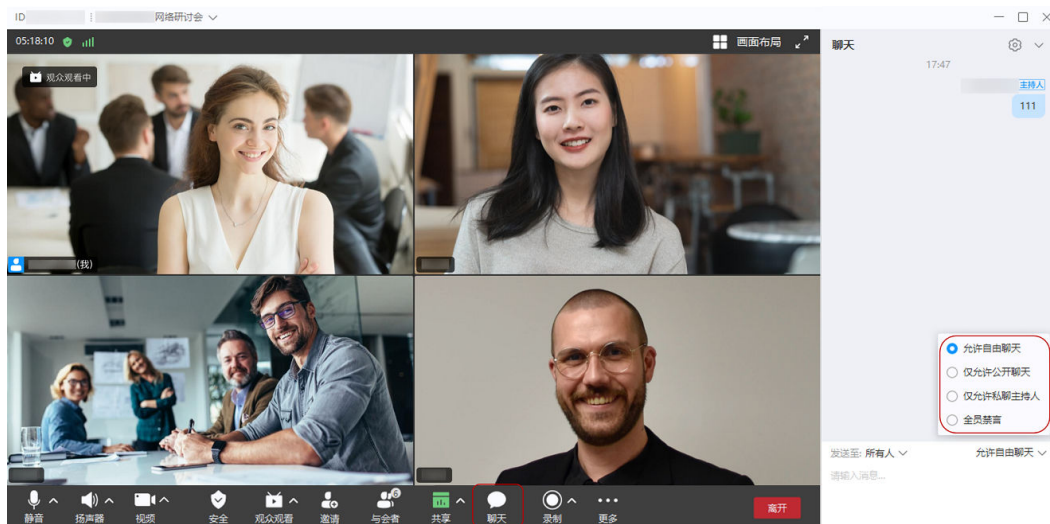 ID
网络研讨会
05:18:10
画面布局
聊天
17:47
观众观看中
主持人
111
(我)
允许自由聊天
仅允许公开聊天
仅允许私聊主持人
全员禁言
发送至: 所有人
允许自由聊天
请输入消息...
6
静音
扬声器
视频
安全
观众观看
邀请
与会者
共享
聊天
录制
更多
离开